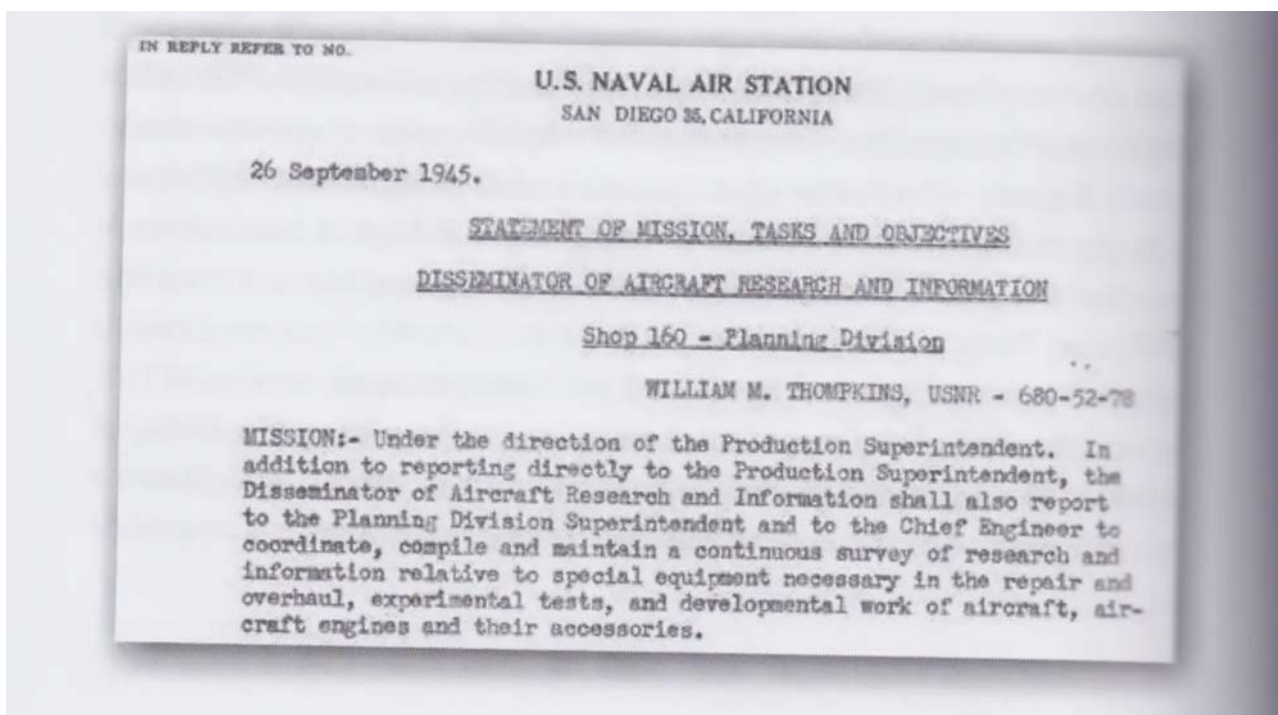 IN REPLY REFER TO NO.
U.S. NAVAL AIR STATION
SAN DIEGO 35, CALIFORNIA
26 September 1945.
STATEMENT OF MISSION, TASKS AND OBJECTIVES
DISSEMINATOR OF AIRCRAFT RESEARCH AND INFORMATION
Shop 160 - Planning Division
WILLIAM M. THOMPKINS, USNR - 680-52-78
MISSION:- Under the direction of the Production Superintendent. In
addition to reporting directly to the Production Superintendent, the
Disseminator of Aircraft Research and Information shall also report
to the Planning Division Superintendent and to the Chief Engineer to
coordinate, compile and maintain a continuous survey of research and
information relative to special equipment necessary in the repair and
overhaul, experimental tests, and developmental work of aircraft, air-
craft engines and their accessories.